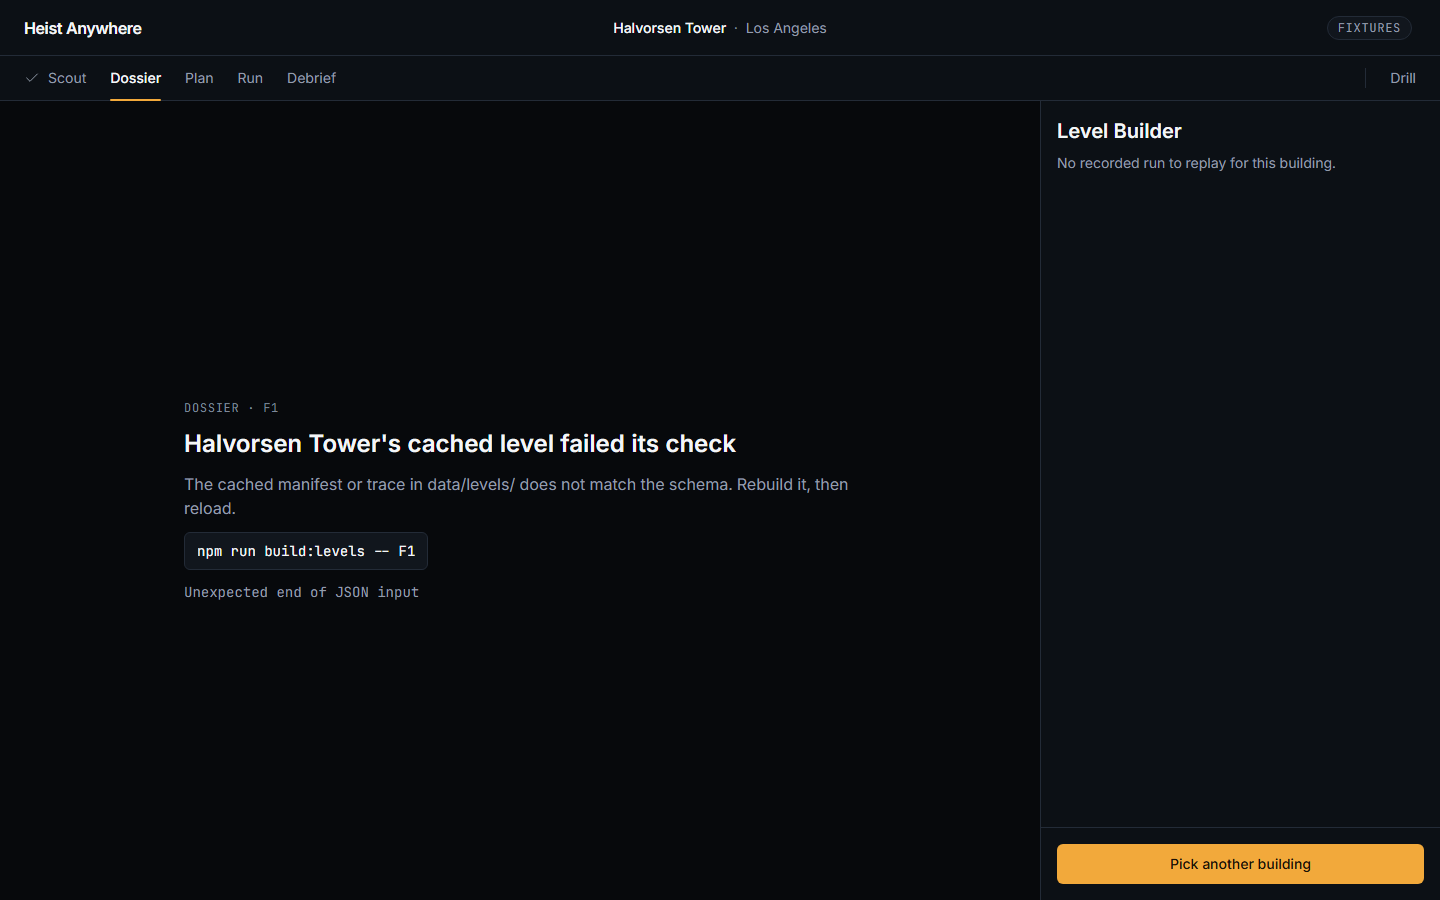 Heist Anywhere
Halvorsen Tower · Los Angeles
FIXTURES
Scout
Dossier
Plan
Run
Debrief
Drill
DOSSIER · F1
Halvorsen Tower's cached level failed its check
The cached manifest or trace in data/levels/ does not match the schema. Rebuild it, then
reload.
npm run build:levels -- F1
Unexpected end of JSON input
Level Builder
No recorded run to replay for this building.
Pick another building